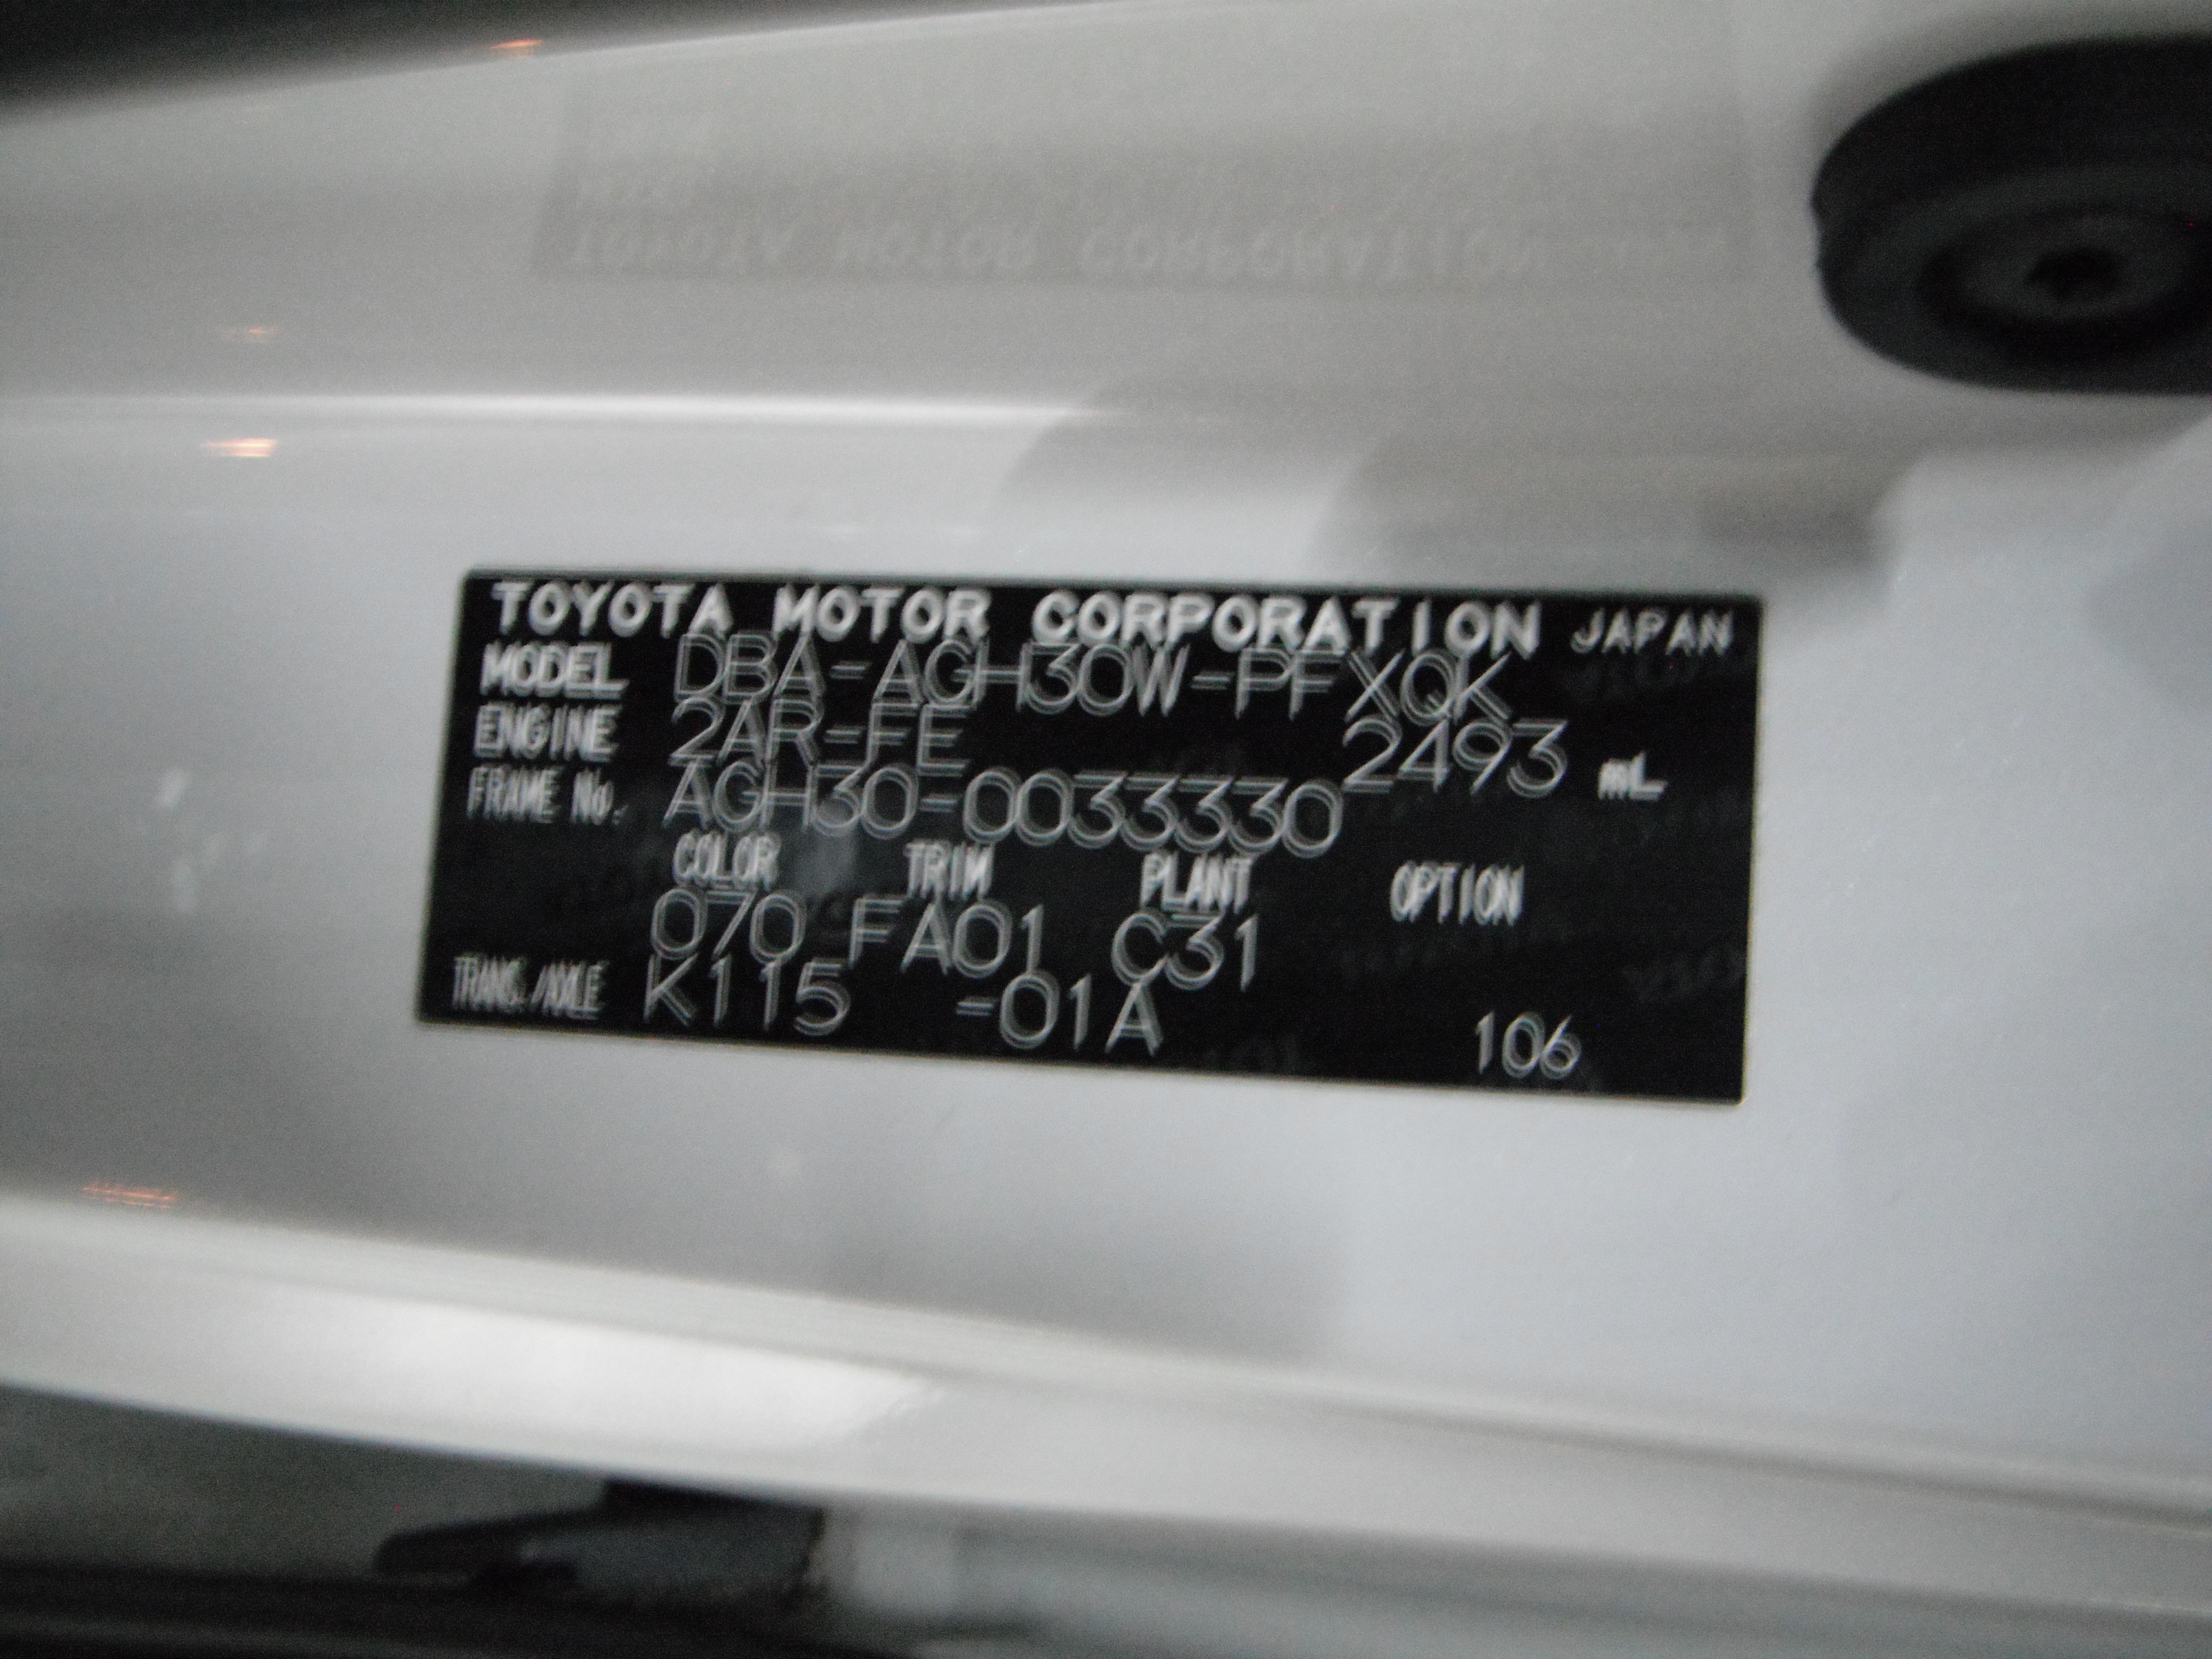 TOYOTA MOTOR CORPORATION JAPAN
MODEL DBA-AGH30W-PFXQK
ENGINE 2AR-FE 2493 mL
FRAME No. AGH30-0033330
COLOR TRIM PLANT OPTION
070 FA01 C31
TRANS./AXLE K115 -01A 106